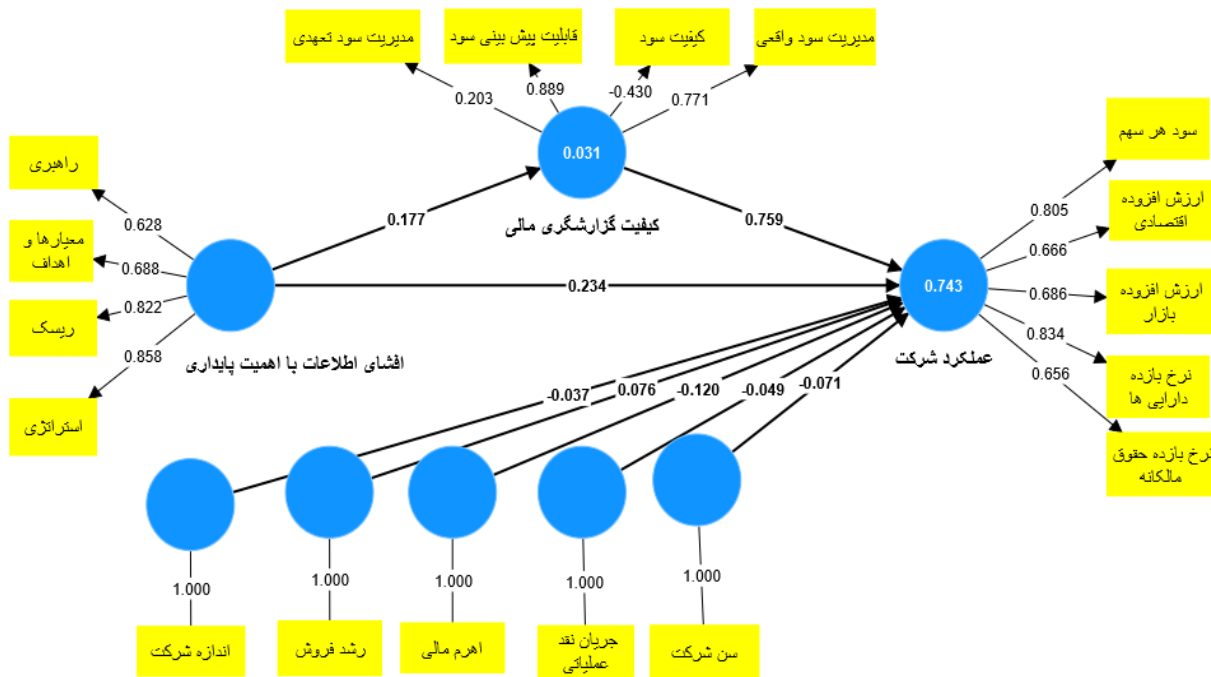 مدیریت سود تعهدی
قابلیت پیش بینی سود
کیفیت سود
مدیریت سود واقعی
0.203
0.889
-0.430
0.771
راهبری
معیارها و
اهداف
ریسک
استراتژی
0.628
0.688
0.822
0.858
افشای اطلاعات با اهمیت پایداری
0.177
0.031
کیفیت گزارشگری مالی
0.759
0.234
0.743
عملکرد شرکت
سود هر سهم
ارزش افزوده
اقتصادی
ارزش افزوده
بازار
نرخ بازده
دارایی ها
نرخ بازده حقوق
مالکانه
0.805
0.666
0.686
0.834
0.656
-0.037
0.076
-0.120
-0.049
-0.071
1.000
1.000
1.000
1.000
1.000
اندازه شرکت
رشد فروش
اهرم مالی
جریان نقد
عملیاتی
سن شرکت